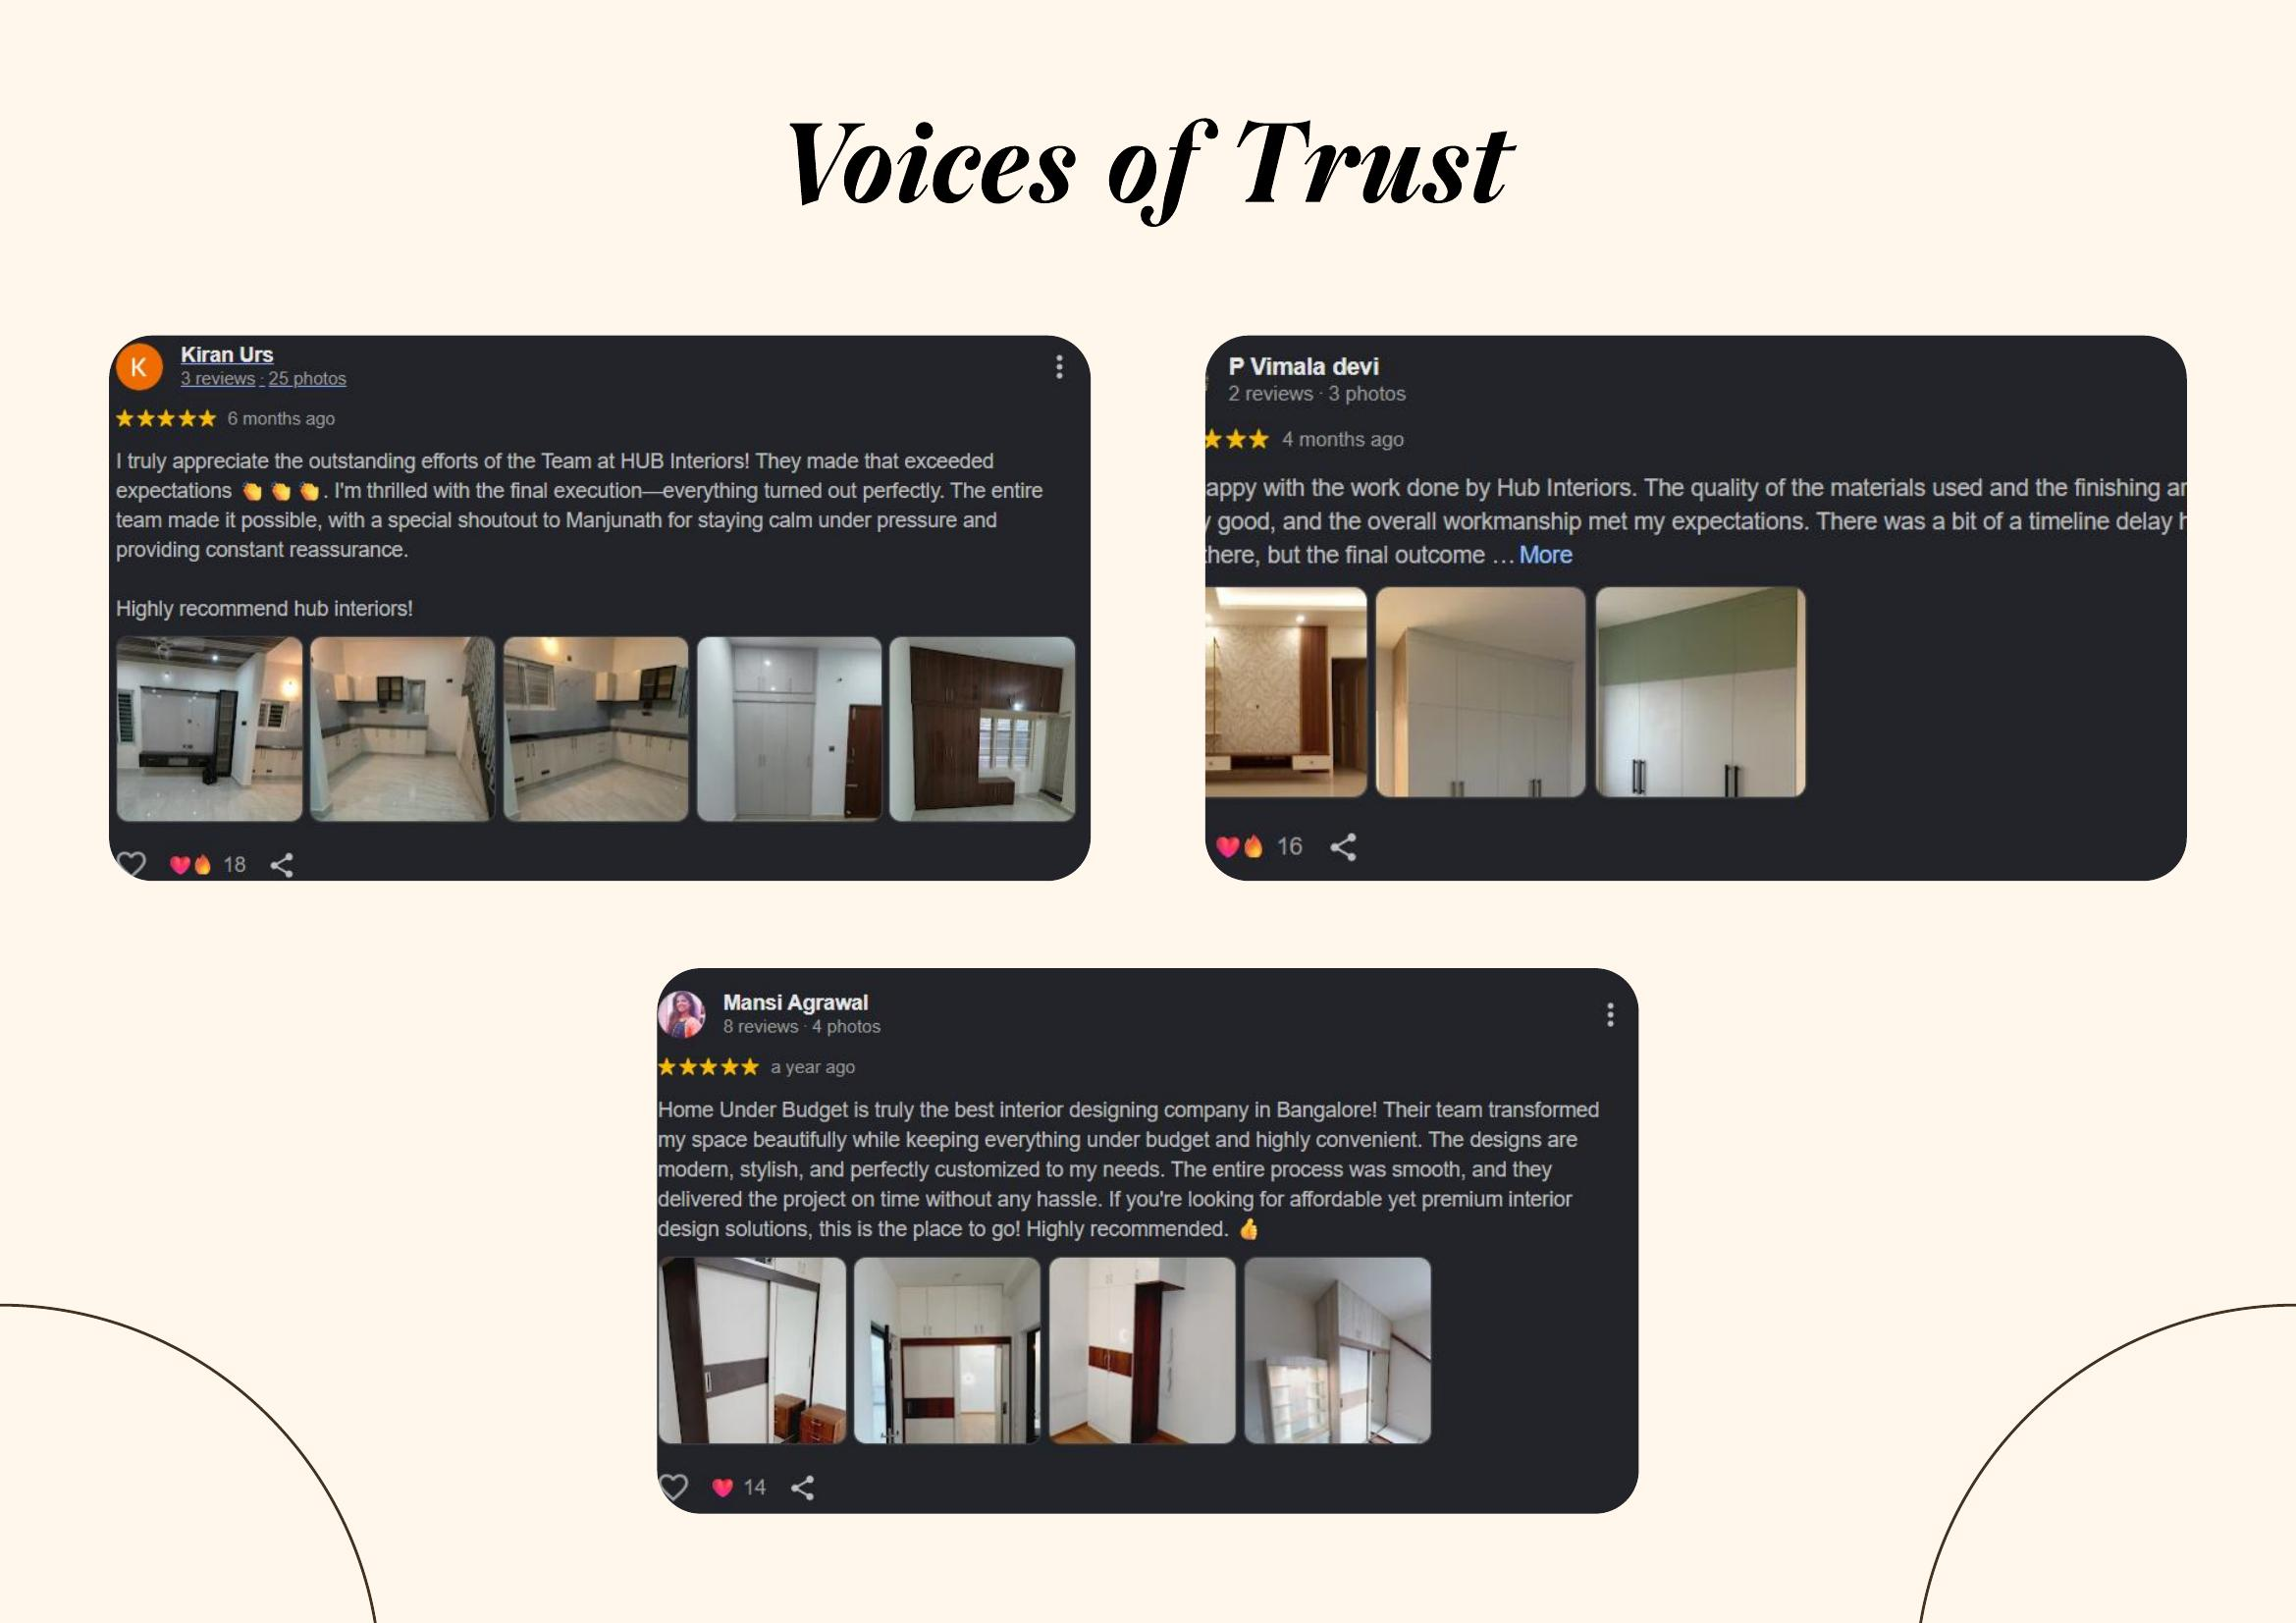 Voices of Trust
K
Kiran Urs
3 reviews · 25 photos
6 months ago
I truly appreciate the outstanding efforts of the Team at HUB Interiors! They made that exceeded
expectations 👏 👏 👏. I'm thrilled with the final execution—everything turned out perfectly. The entire
team made it possible, with a special shoutout to Manjunath for staying calm under pressure and
providing constant reassurance.
Highly recommend hub interiors!
❤️🔥 18
P Vimala devi
2 reviews · 3 photos
4 months ago
appy with the work done by Hub Interiors. The quality of the materials used and the finishing
good, and the overall workmanship met my expectations. There was a bit of a timeline delay
there, but the final outcome … More
❤️🔥 16
Mansi Agrawal
8 reviews · 4 photos
a year ago
Home Under Budget is truly the best interior designing company in Bangalore! Their team transformed
my space beautifully while keeping everything under budget and highly convenient. The designs are
modern, stylish, and perfectly customized to my needs. The entire process was smooth, and they
delivered the project on time without any hassle. If you're looking for affordable yet premium interior
design solutions, this is the place to go! Highly recommended. 👍
❤️ 14